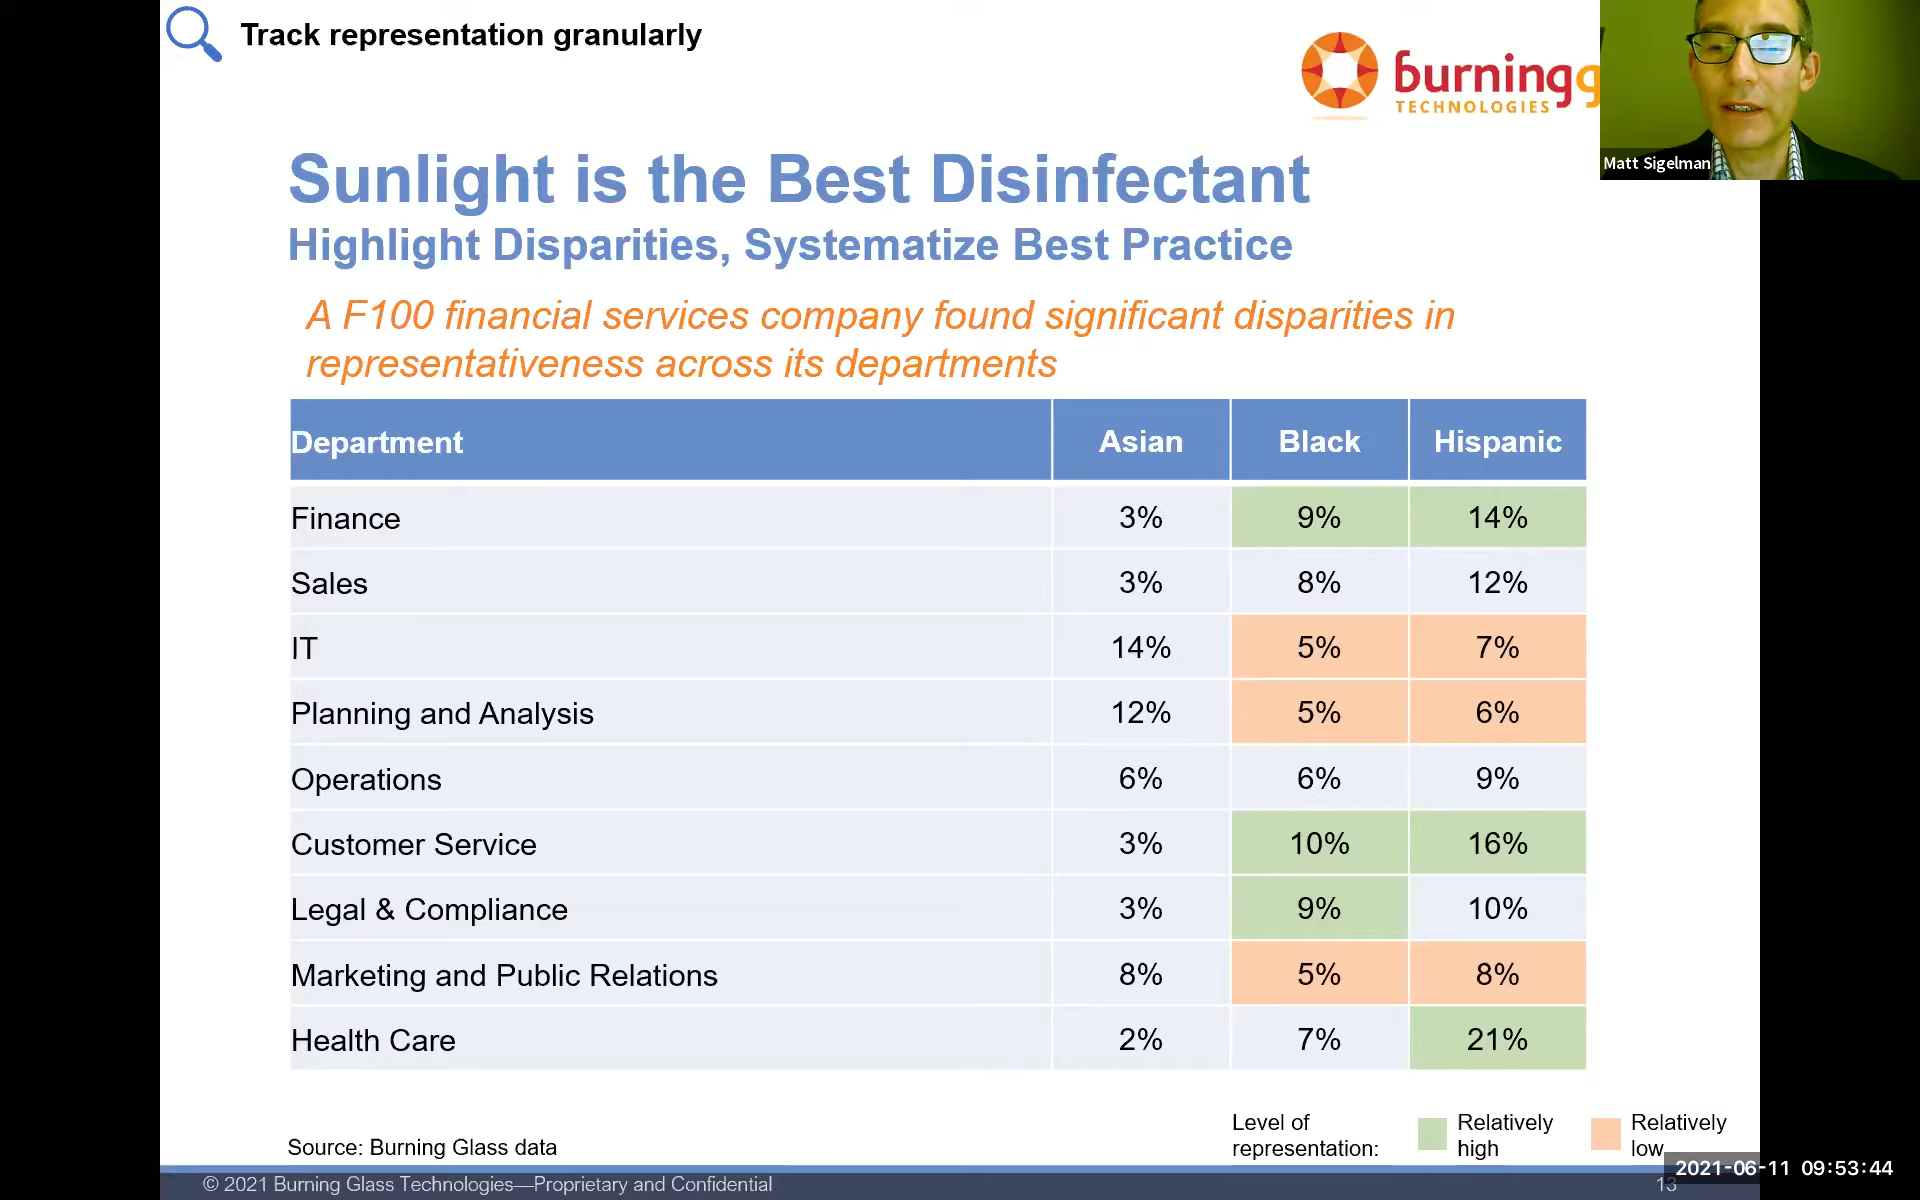 Track representation granularly
burningg
TECHNOLOGIES
Matt Sigelman
Sunlight is the Best Disinfectant
Highlight Disparities, Systematize Best Practice
A F100 financial services company found significant disparities in
representativeness across its departments
Department Asian Black Hispanic
Finance 3% 9% 14%
Sales 3% 8% 12%
IT 14% 5% 7%
Planning and Analysis 12% 5% 6%
Operations 6% 6% 9%
Customer Service 3% 10% 16%
Legal & Compliance 3% 9% 10%
Marketing and Public Relations 8% 5% 8%
Health Care 2% 7% 21%
Level of
representation:
Relatively
high
Relatively
low
Source: Burning Glass data
2021-06-11 09:53:44
© 2021 Burning Glass Technologies—Proprietary and Confidential
13